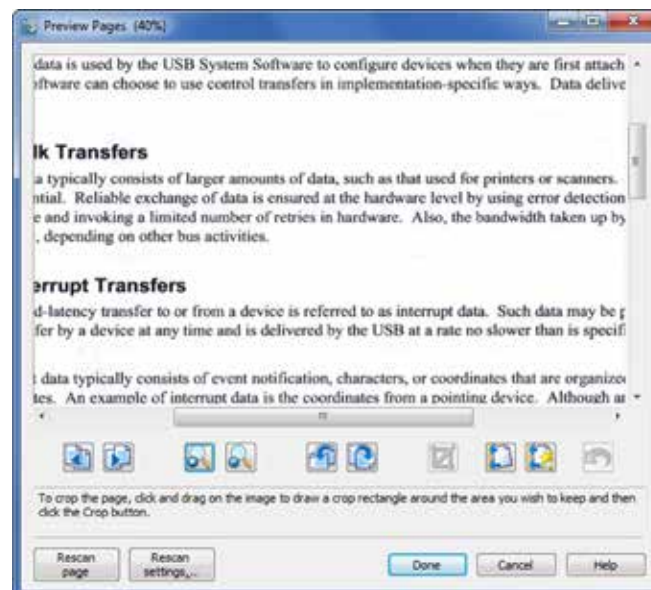 Preview Pages (40%)
data is used by the USB System Software to configure devices when they are first attach
oftware can choose to use control transfers in implementation-specific ways. Data delive
lk Transfers
a typically consists of larger amounts of data, such as that used for printers or scanners.
ntial. Reliable exchange of data is ensured at the hardware level by using error detection
e and invoking a limited number of retries in hardware. Also, the bandwidth taken up by
, depending on other bus activities.
errupt Transfers
d-latency transfer to or from a device is referred to as interrupt data. Such data may be p
fer by a device at any time and is delivered by the USB at a rate no slower than is specifi
t data typically consists of event notification, characters, or coordinates that are organized
tes. An example of interrupt data is the coordinates from a pointing device. Although an
To crop the page, click and drag on the image to draw a crop rectangle around the area you wish to keep and then
click the Crop button.
Rescan page
Rescan settings,...
Done
Cancel
Help